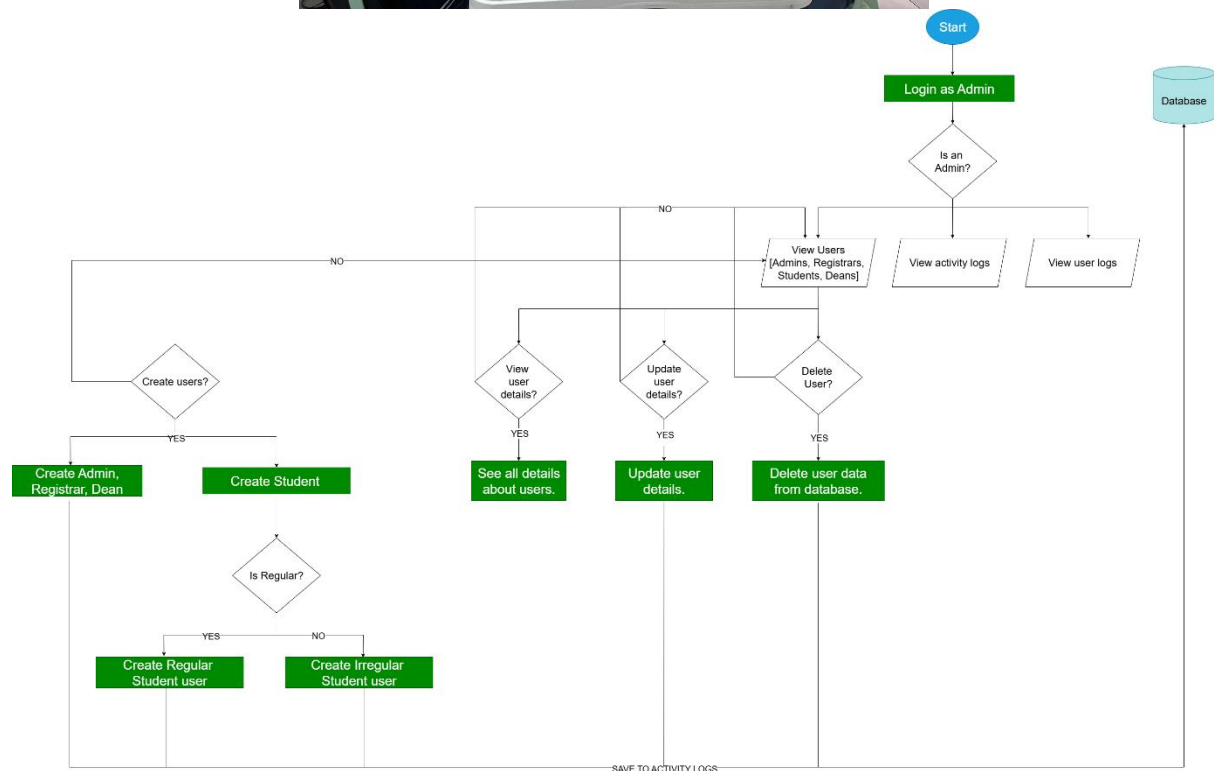 Start
Login as Admin
Database
Is an
Admin?
NO
View Users
[Admins, Registrars,
Students, Deans]
View activity logs
View user logs
NO
Create users?
View
user
details?
Update
user
details?
Delete
User?
YES
YES
YES
YES
Create Admin,
Registrar, Dean
Create Student
See all details
about users.
Update user
details.
Delete user data
from database.
Is Regular?
YES
NO
Create Regular
Student user
Create Irregular
Student user
SAVE TO ACTIVITY LOGS